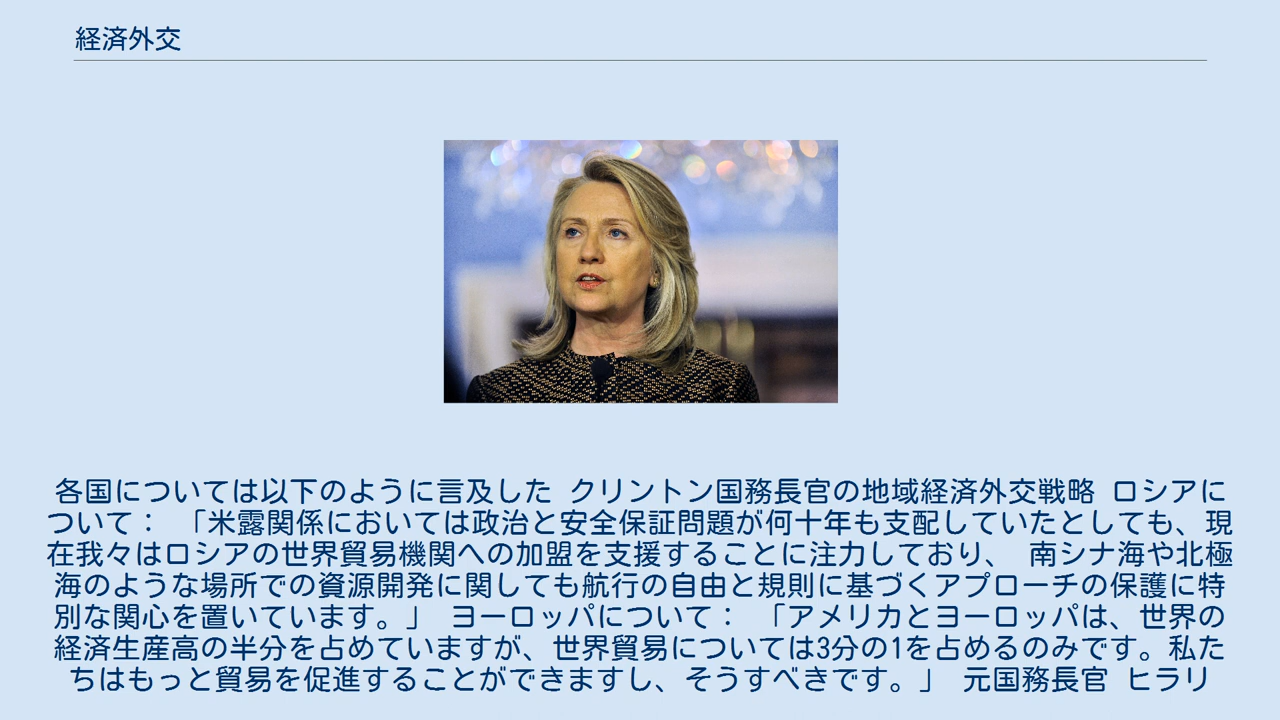 経済外交
各国については以下のように言及した クリントン国務長官の地域経済外交戦略 ロシアに
ついて： 「米露関係においては政治と安全保証問題が何十年も支配していたとしても、現
在我々はロシアの世界貿易機関への加盟を支援することに注力しており、 南シナ海や北極
海のような場所での資源開発に関しても航行の自由と規則に基づくアプローチの保護に特
別な関心を置いています。」 ヨーロッパについて： 「アメリカとヨーロッパは、世界の
経済生産高の半分を占めていますが、世界貿易については3分の1を占めるのみです。私た
ちはもっと貿易を促進することができますし、そうすべきです。」 元国務長官 ヒラリ